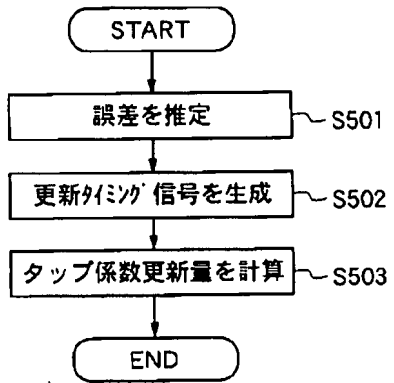 START
誤差を推定
S501
更新ﾀｲﾐﾝｸﾞ信号を生成
S502
タップ係数更新量を計算
S503
END